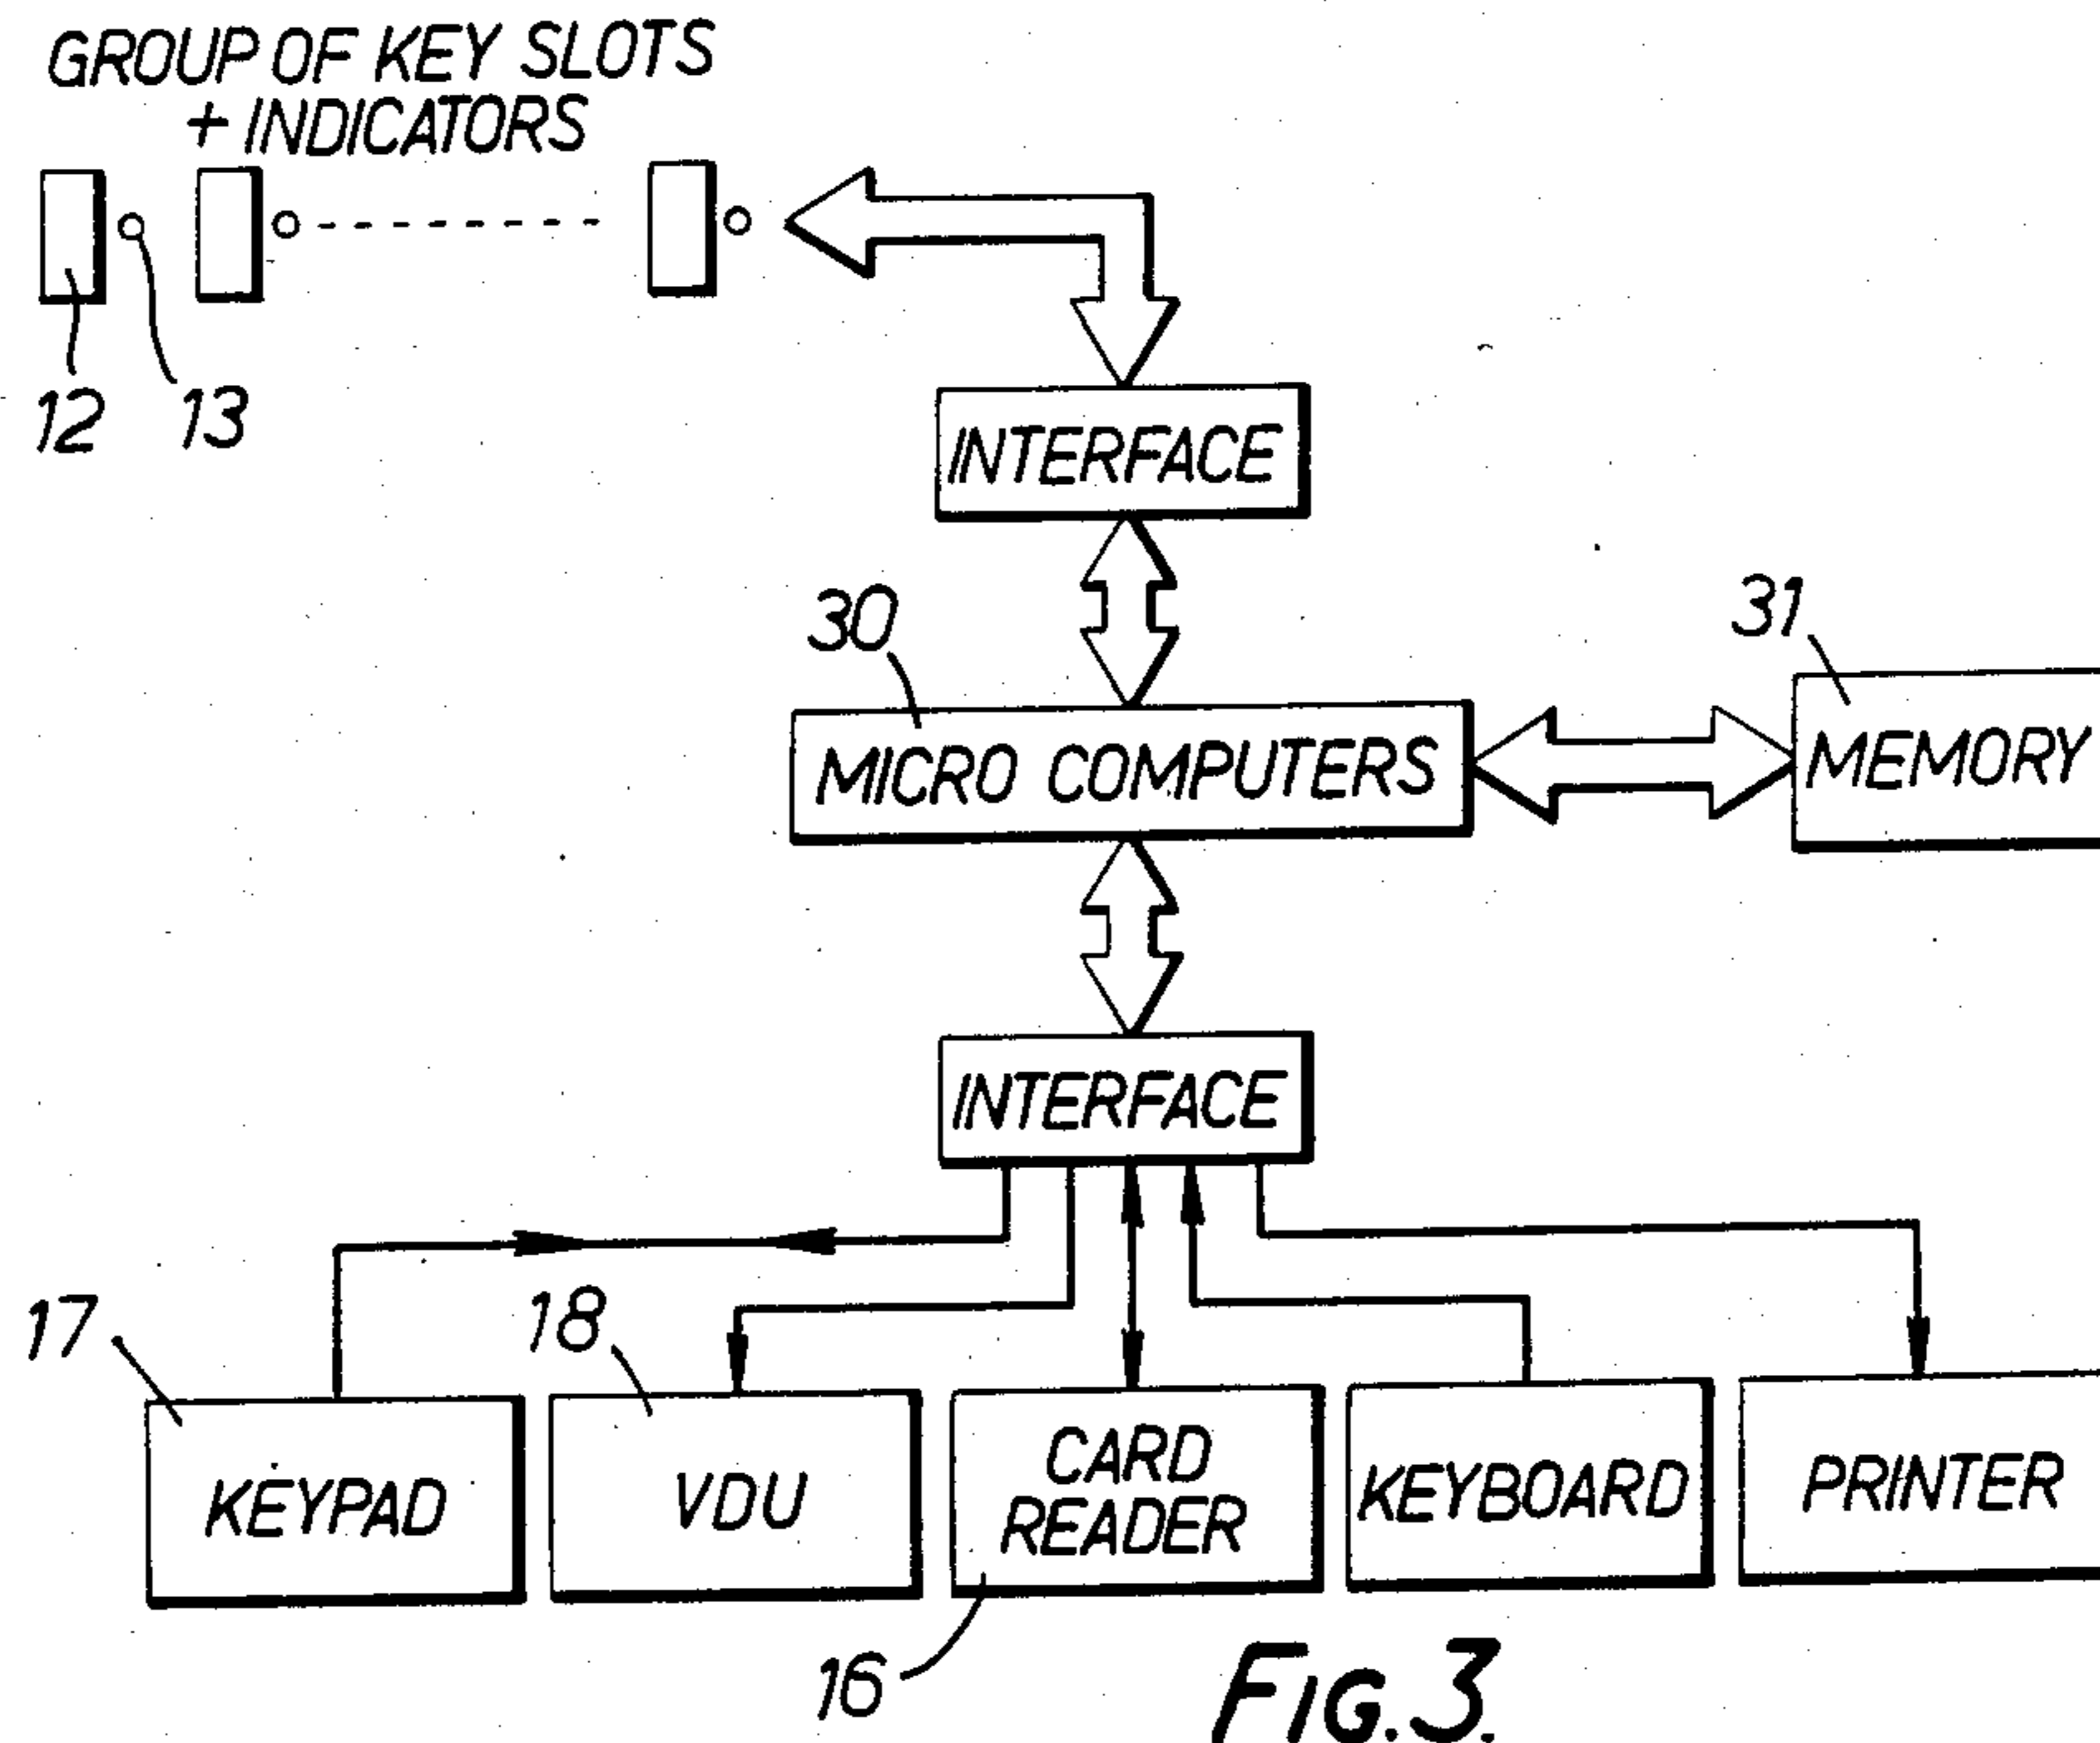 GROUP OF KEY SLOTS
+ INDICATORS
12
13
INTERFACE
30
31
MICRO COMPUTERS
MEMORY
INTERFACE
17
18
KEYPAD
VDU
CARD
READER
KEYBOARD
PRINTER
16
FIG. 3.